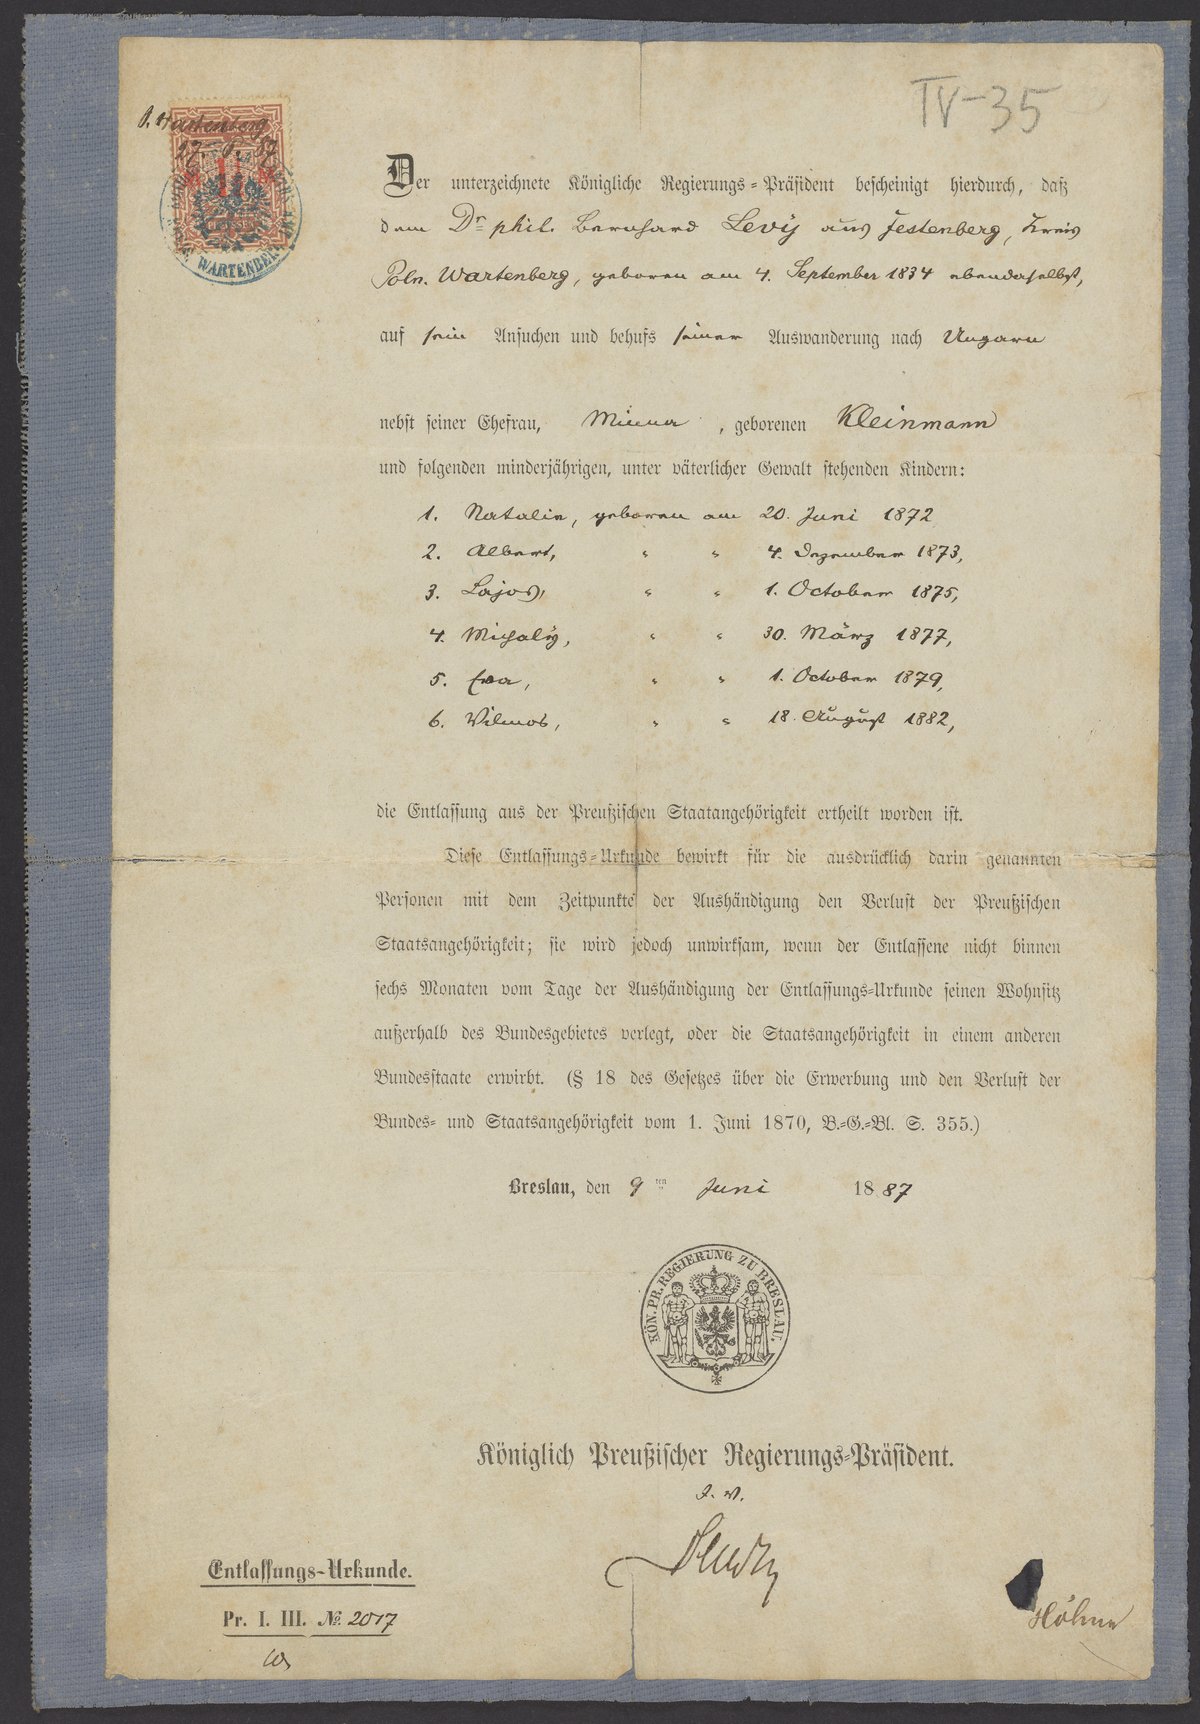 IV-35
P. Wartenberg
WARTENBERG
Der unterzeichnete Königliche Regierungs-Präsident bescheinigt hierdurch, daß
dem Dr phil. Bernhard Levy aus Festenberg, Kreis
Poln. Wartenberg, geboren am 4. September 1834 ebendaselbst,
auf sein Ansuchen und behufs seiner Auswanderung nach Ungarn
nebst seiner Ehefrau, Minna, geborenen Kleinmann
und folgenden minderjährigen, unter väterlicher Gewalt stehenden Kindern:
1. Natalie, geboren am 20. Juni 1872
2. Albert, " " 4. Dezember 1873,
3. Lajos, " " 1. October 1875,
4. Mihaly, " " 30. März 1877,
5. Eva, " " 1. October 1879,
6. Vilmos, " " 18. August 1882,
die Entlassung aus der Preußischen Staatangehörigkeit ertheilt worden ist.
Diese Entlassungs-Urkunde bewirkt für die ausdrücklich darin genannten
Personen mit dem Zeitpunkte der Aushändigung den Verlust der Preußischen
Staatsangehörigkeit; sie wird jedoch unwirksam, wenn der Entlassene nicht binnen
sechs Monaten vom Tage der Aushändigung der Entlassungs-Urkunde seinen Wohnsitz
außerhalb des Bundesgebietes verlegt, oder die Staatsangehörigkeit in einem anderen
Bundesstaate erwirbt. (§ 18 des Gesetzes über die Erwerbung und den Verlust der
Bundes- und Staatsangehörigkeit vom 1. Juni 1870, B.-G.-Bl. S. 355.)
Breslau, den 9ten Juni 1887
KÖN. PR. REGIERUNG ZU BRESLAU.
Königlich Preußischer Regierungs-Präsident.
I. V.
Entlassungs-Urkunde.
Pr. I. III. No. 2017
Höhne